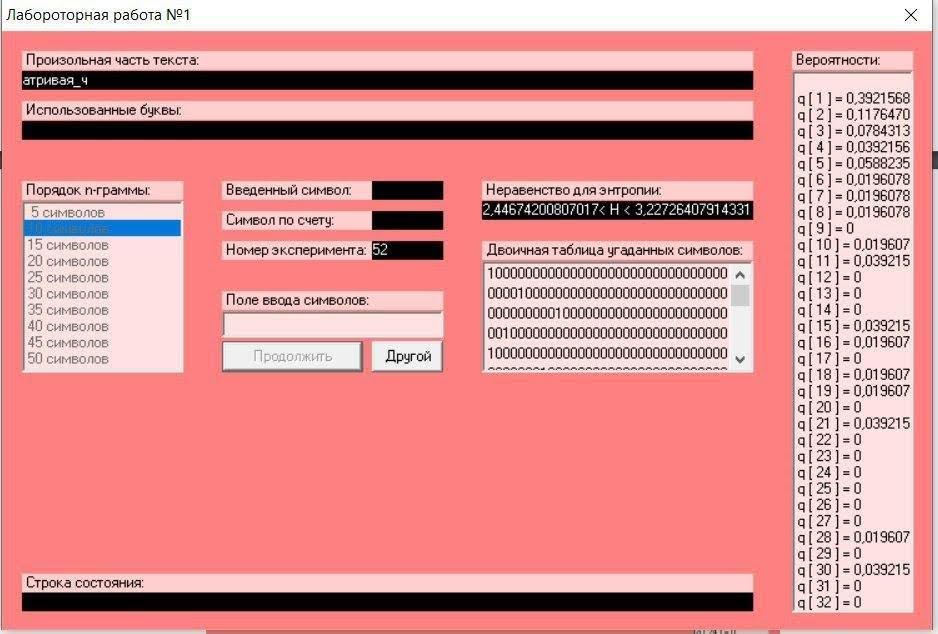 Лабороторная работа №1
Произольная часть текста:
атривая_ч
Использованные буквы:
Порядок n-граммы:
5 символов
10 символов
15 символов
20 символов
25 символов
30 символов
35 символов
40 символов
45 символов
50 символов
Введенный символ:
Символ по счету:
Номер эксперимента: 52
Поле ввода символов:
Продолжить
Другой
Неравенство для энтропии:
2,44674200807017< H < 3,22726407914331
Двоичная таблица угаданных символов:
10000000000000000000000000000000
00001000000000000000000000000000
00000000010000000000000000000000
00100000000000000000000000000000
10000000000000000000000000000000
Вероятности:
q [ 1 ] = 0,3921568
q [ 2 ] = 0,1176470
q [ 3 ] = 0,0784313
q [ 4 ] = 0,0392156
q [ 5 ] = 0,0588235
q [ 6 ] = 0,0196078
q [ 7 ] = 0,0196078
q [ 8 ] = 0,0196078
q [ 9 ] = 0
q [ 10 ] = 0,019607
q [ 11 ] = 0,039215
q [ 12 ] = 0
q [ 13 ] = 0
q [ 14 ] = 0
q [ 15 ] = 0,039215
q [ 16 ] = 0,019607
q [ 17 ] = 0
q [ 18 ] = 0,019607
q [ 19 ] = 0,019607
q [ 20 ] = 0
q [ 21 ] = 0,039215
q [ 22 ] = 0
q [ 23 ] = 0
q [ 24 ] = 0
q [ 25 ] = 0
q [ 26 ] = 0
q [ 27 ] = 0
q [ 28 ] = 0,019607
q [ 29 ] = 0
q [ 30 ] = 0,039215
q [ 31 ] = 0
q [ 32 ] = 0
Строка состояния: